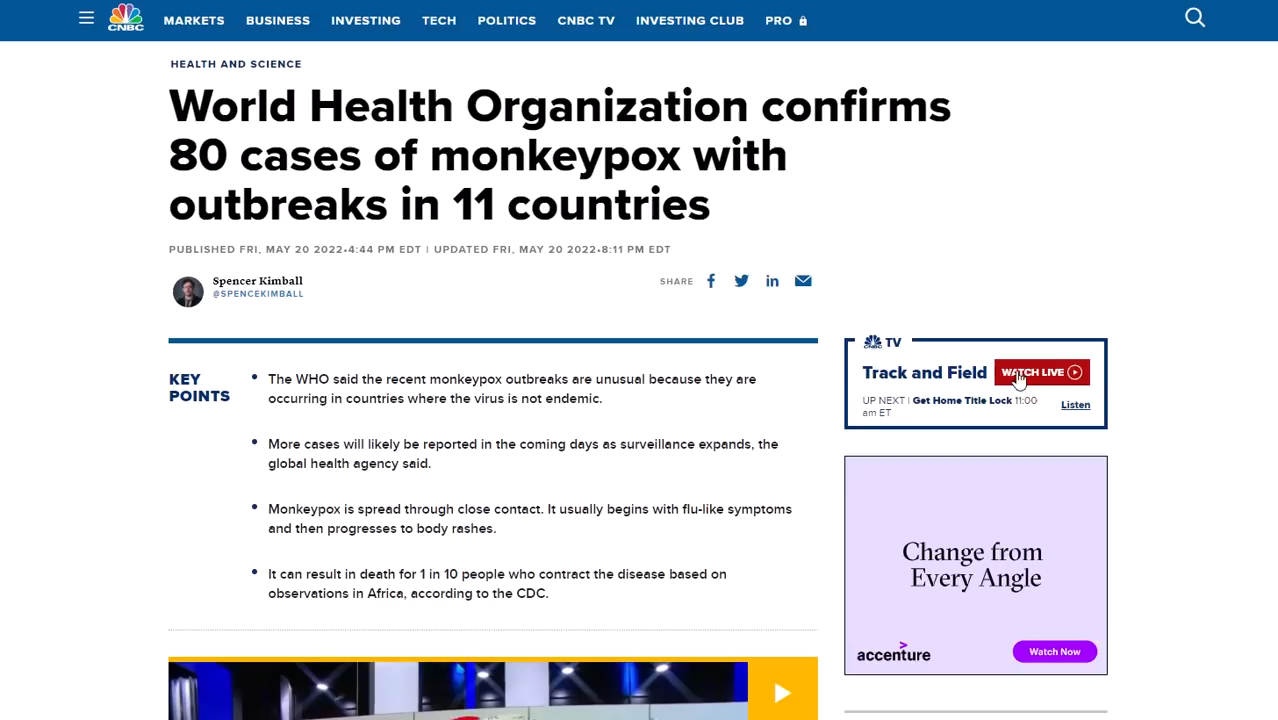 CNBC
MARKETS
BUSINESS
INVESTING
TECH
POLITICS
CNBC TV
INVESTING CLUB
PRO
HEALTH AND SCIENCE
World Health Organization confirms
80 cases of monkeypox with
outbreaks in 11 countries
PUBLISHED FRI, MAY 20 2022•4:44 PM EDT | UPDATED FRI, MAY 20 2022•8:11 PM EDT
Spencer Kimball
@SPENCEKIMBALL
SHARE
KEY
POINTS
The WHO said the recent monkeypox outbreaks are unusual because they are
occurring in countries where the virus is not endemic.
More cases will likely be reported in the coming days as surveillance expands, the
global health agency said.
Monkeypox is spread through close contact. It usually begins with flu-like symptoms
and then progresses to body rashes.
It can result in death for 1 in 10 people who contract the disease based on
observations in Africa, according to the CDC.
CNBC TV
Track and Field
WATCH LIVE
UP NEXT | Get Home Title Lock 11:00
am ET
Listen
Change from
Every Angle
accenture
Watch Now